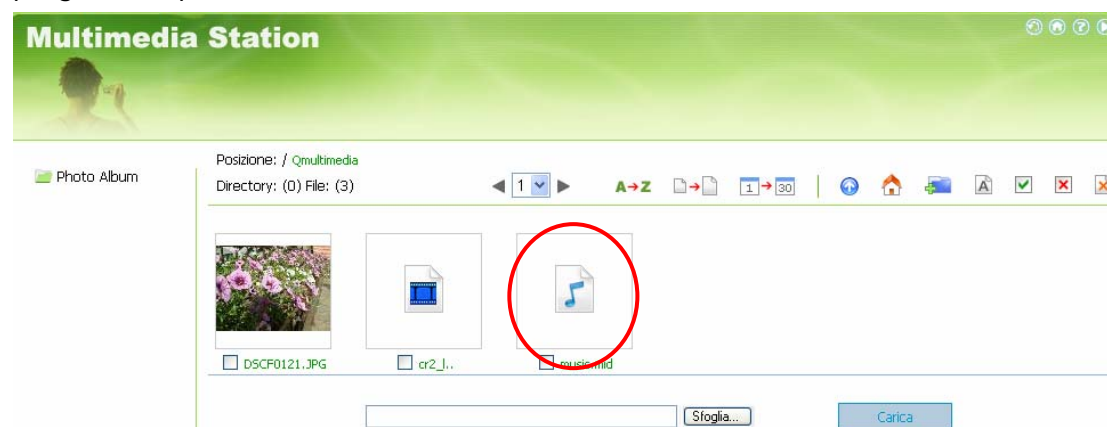 Multimedia Station
Photo Album
Posizione: / Qmultimedia
Directory: (0) File: (3)
1
A→Z
1→30
A
DSCF0121.JPG
cr2_l..
music.mid
Sfoglia...
Carica